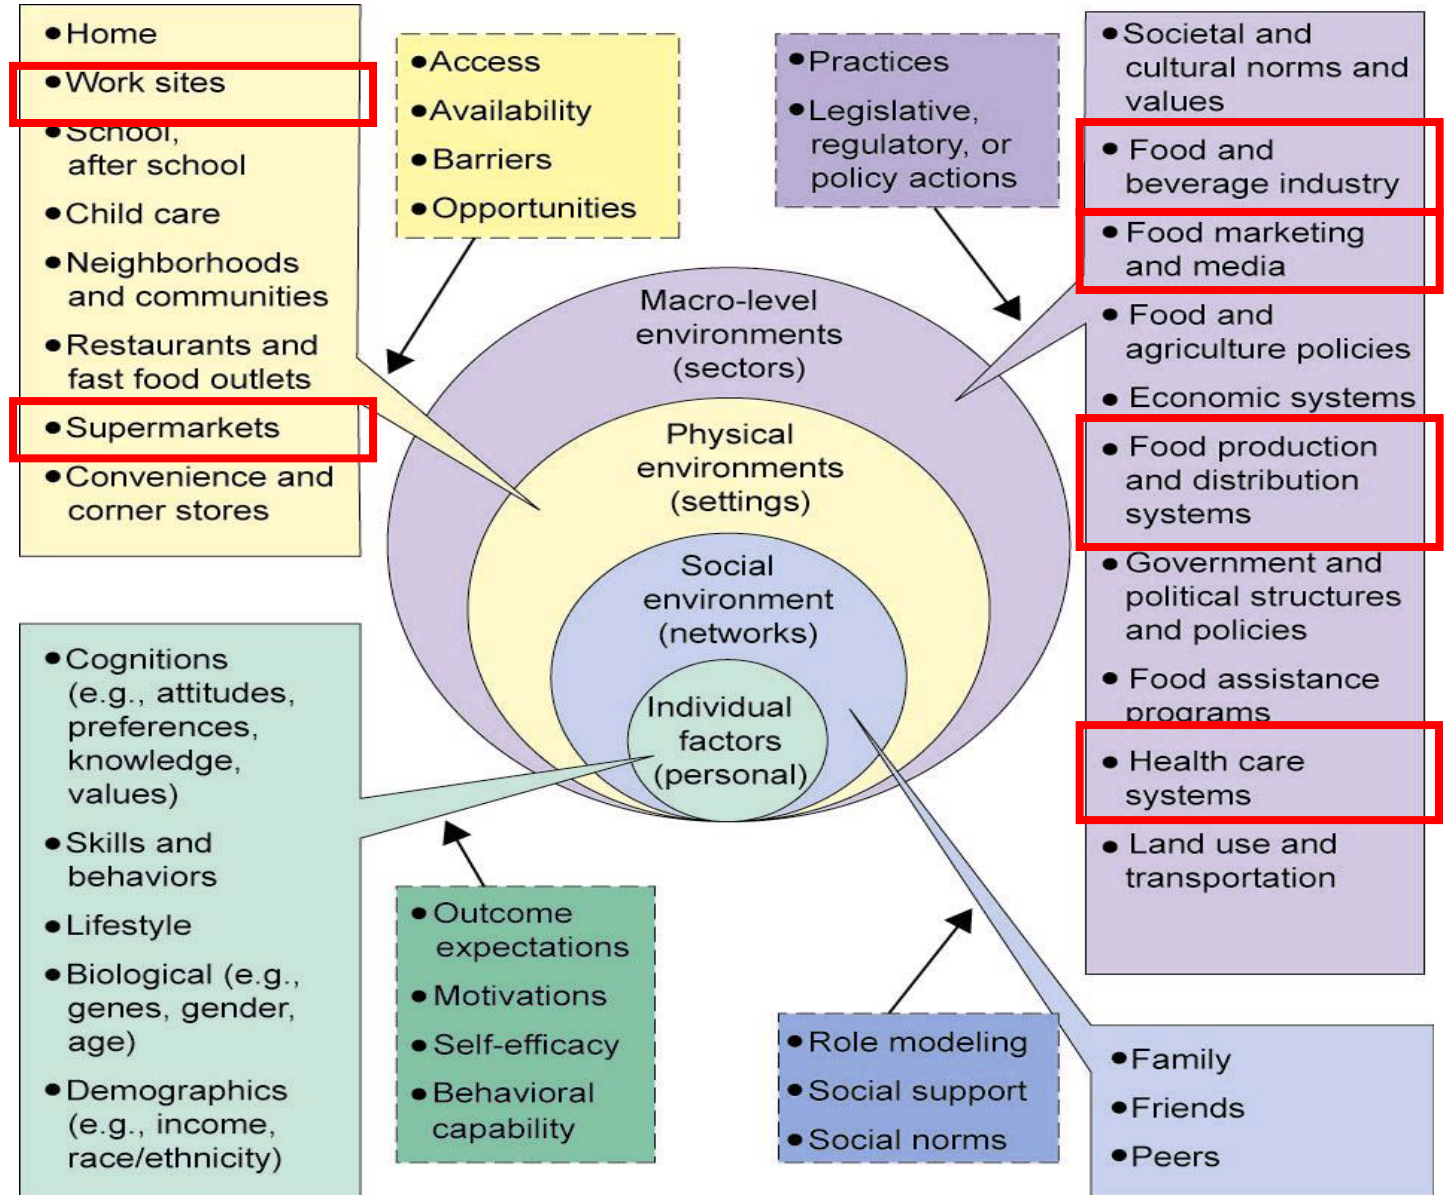 Home
Work sites
School,
after school
Child care
Neighborhoods
and communities
Restaurants and
fast food outlets
Supermarkets
Convenience and
corner stores
Access
Availability
Barriers
Opportunities
Practices
Legislative,
regulatory, or
policy actions
Societal and
cultural norms and
values
Food and
beverage industry
Food marketing
and media
Food and
agriculture policies
Economic systems
Food production
and distribution
systems
Government and
political structures
and policies
Food assistance
programs
Health care
systems
Land use and
transportation
Macro-level
environments
(sectors)
Physical
environments
(settings)
Social
environment
(networks)
Individual
factors
(personal)
Cognitions
(e.g., attitudes,
preferences,
knowledge,
values)
Skills and
behaviors
Lifestyle
Biological (e.g.,
genes, gender,
age)
Demographics
(e.g., income,
race/ethnicity)
Outcome
expectations
Motivations
Self-efficacy
Behavioral
capability
Role modeling
Social support
Social norms
Family
Friends
Peers